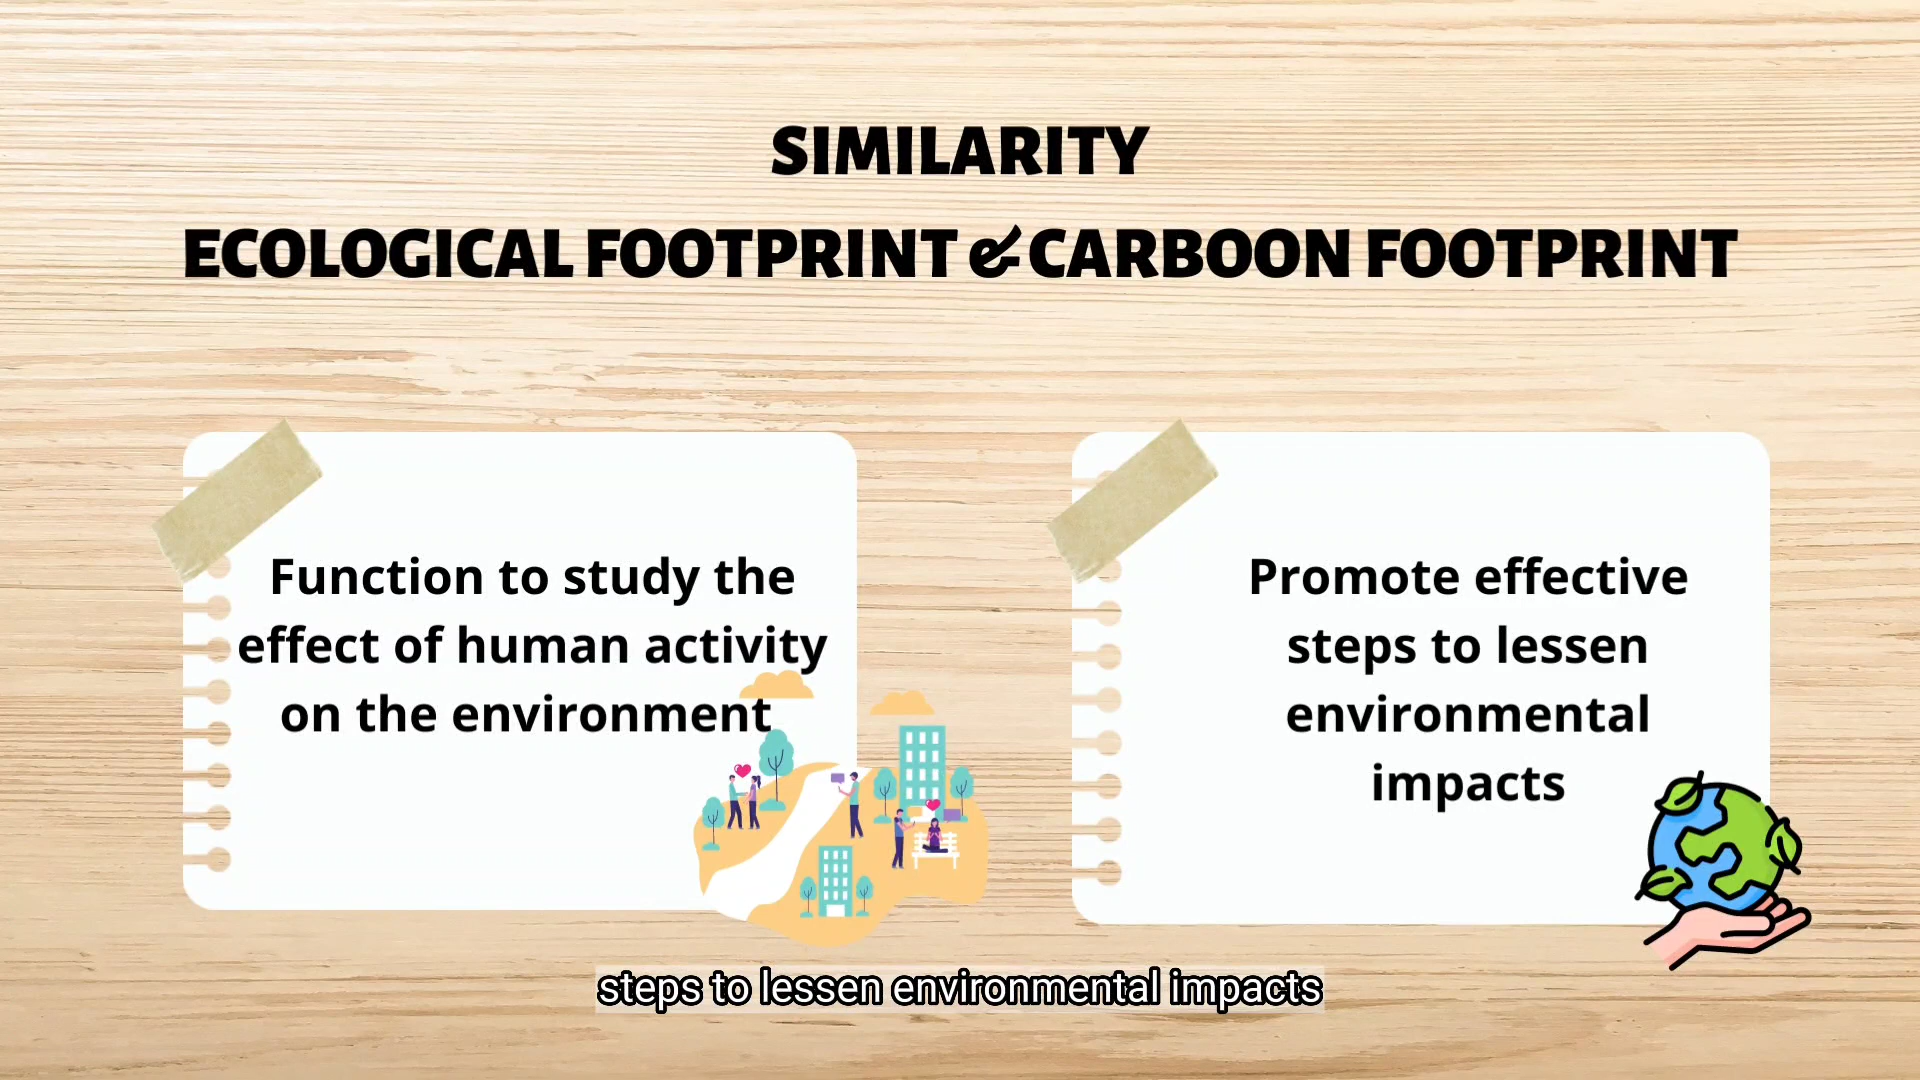 SIMILARITY
ECOLOGICAL FOOTPRINT & CARBOON FOOTPRINT
Function to study the
effect of human activity
on the environment
Promote effective
steps to lessen
environmental
impacts
steps to lessen environmental impacts